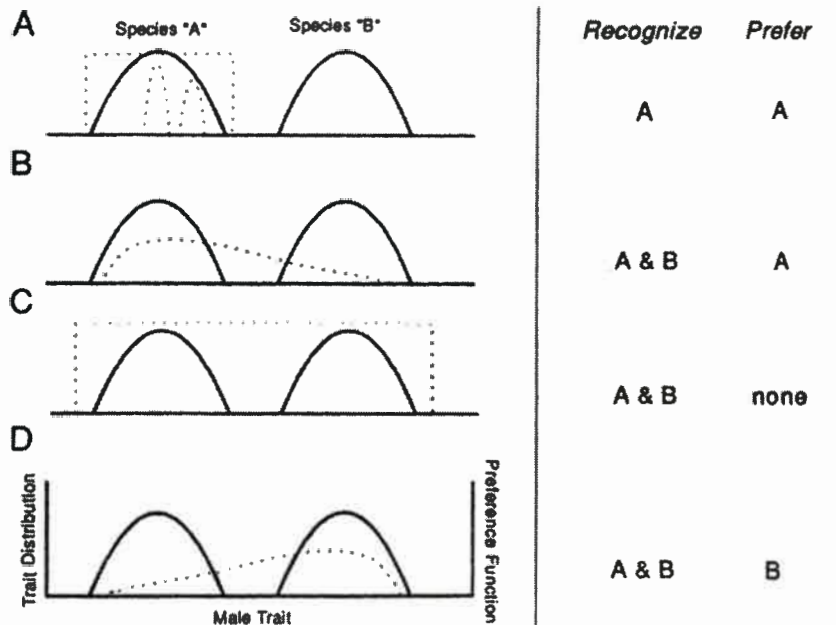 A
Species "A"
Species "B"
Recognize
Prefer
A
A
B
A & B
A
C
A & B
none
D
Trait Distribution
Preference Function
A & B
B
Male Trait